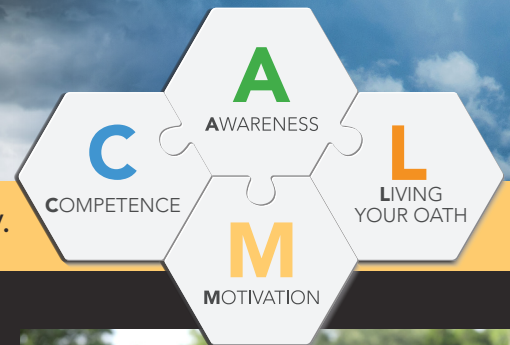 A
AWARENESS
C
COMPETENCE
L
LIVING
YOUR OATH
M
MOTIVATION